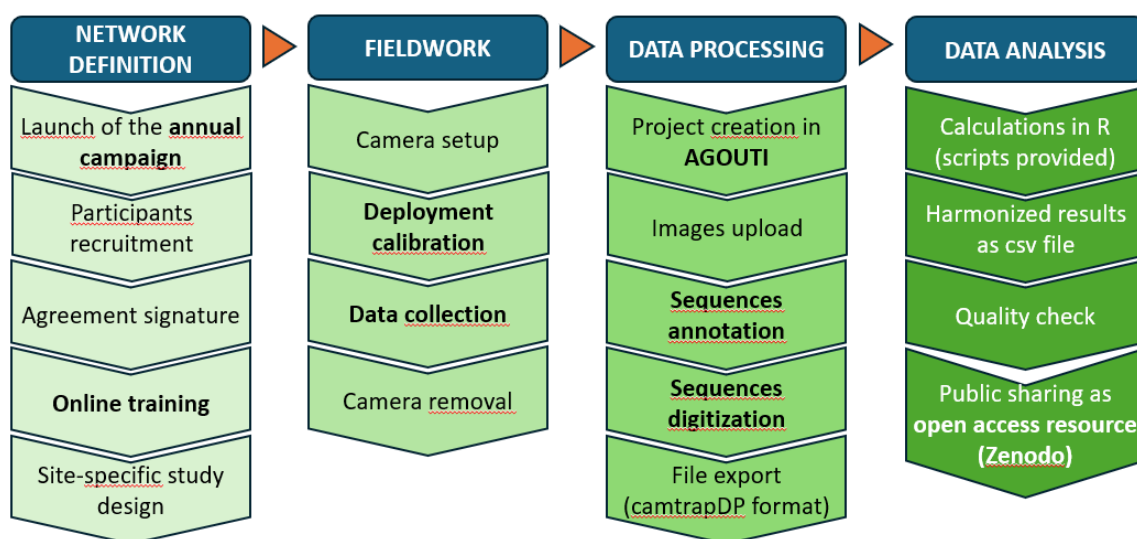 NETWORK
DEFINITION
Launch of the annual
campaign
Participants
recruitment
Agreement signature
Online training
Site-specific study
design
FIELDWORK
Camera setup
Deployment
calibration
Data collection
Camera removal
DATA PROCESSING
Project creation in
AGOUTI
Images upload
Sequences
annotation
Sequences
digitization
File export
(camtrapDP format)
DATA ANALYSIS
Calculations in R
(scripts provided)
Harmonized results
as csv file
Quality check
Public sharing as
open access resource
(Zenodo)